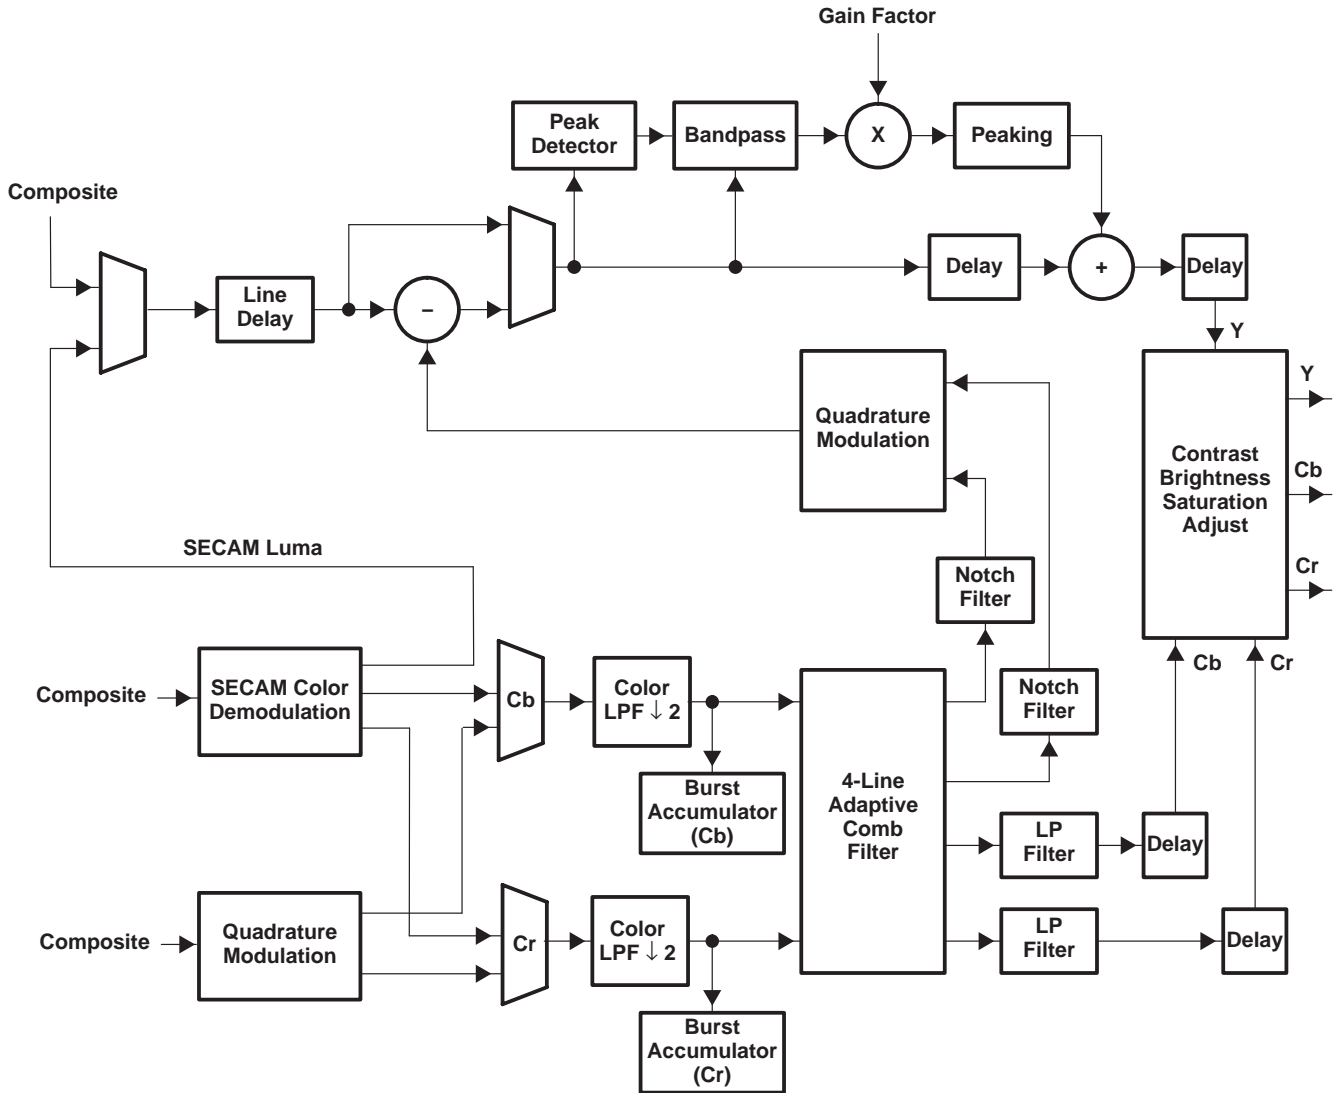 Gain Factor
Peak
Detector
Bandpass
X
Peaking
Composite
Line
Delay
–
Delay
+
Delay
Y
Quadrature
Modulation
Contrast
Brightness
Saturation
Adjust
Y
Cb
Cr
SECAM Luma
Notch
Filter
Composite
SECAM Color
Demodulation
Cb
Color
LPF ↓ 2
Notch
Filter
Cb
Cr
Burst
Accumulator
(Cb)
4-Line
Adaptive
Comb
Filter
LP
Filter
Delay
Composite
Quadrature
Modulation
Cr
Color
LPF ↓ 2
LP
Filter
Delay
Burst
Accumulator
(Cr)